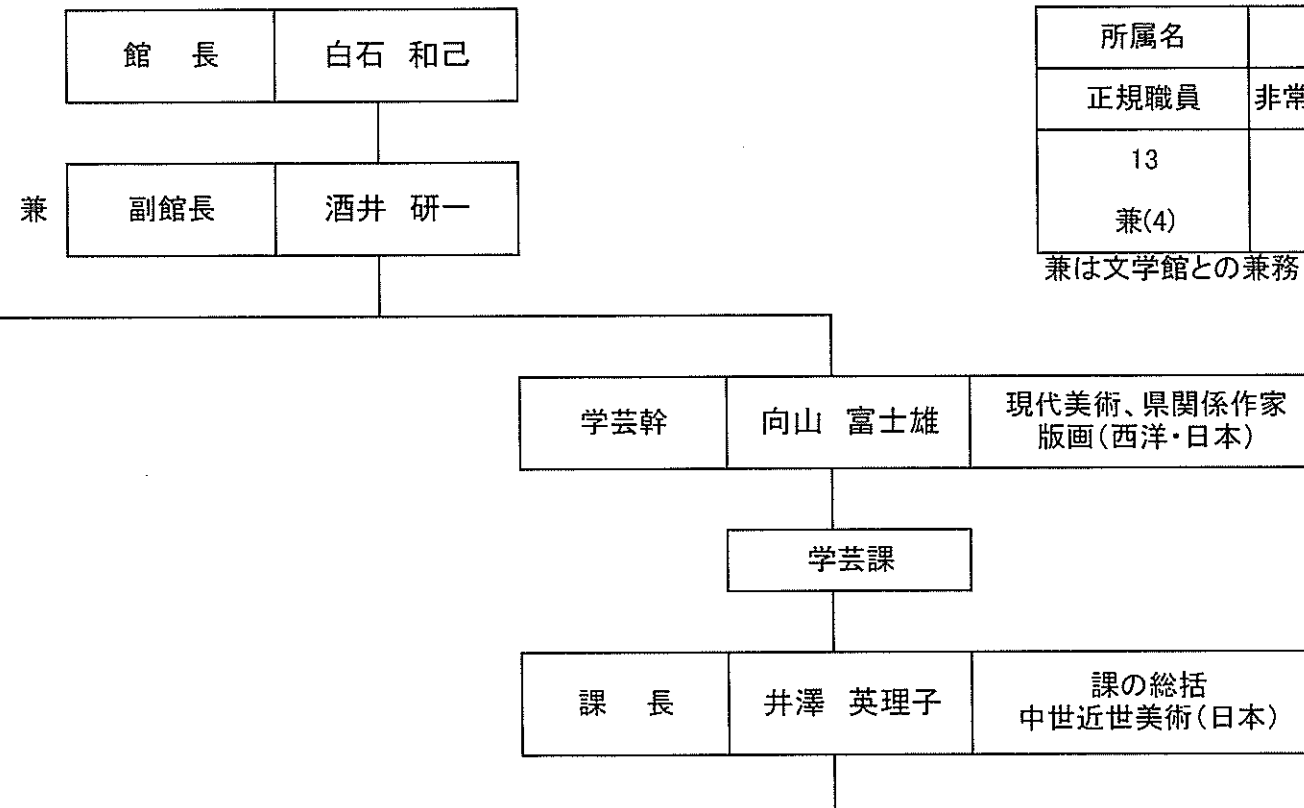 館　長　白石　和己
兼　副館長　酒井　研一
所属名
正規職員　非常
13
兼(4)
兼は文学館との兼務
学芸幹　向山　富士雄　現代美術、県関係作家
版画(西洋・日本)
学芸課
課　長　井澤　英理子　課の総括
中世近世美術(日本)